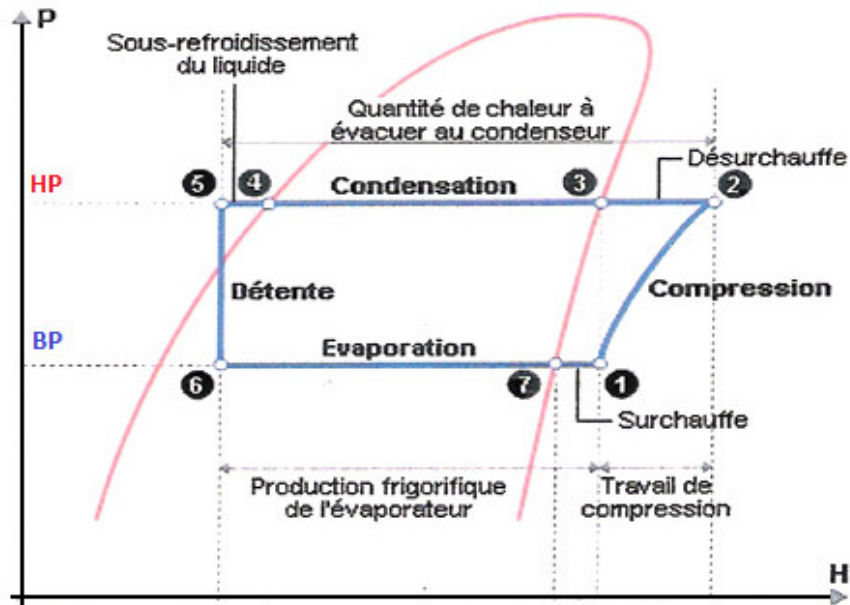 P
Sous-refroidissement
du liquide
Quantité de chaleur à
évacuer au condenseur
Désurchauffe
HP
5
4
Condensation
3
2
Détente
Compression
BP
Evaporation
6
7
1
Surchauffe
Production frigorifique
de l'évaporateur
Travail de
compression
H